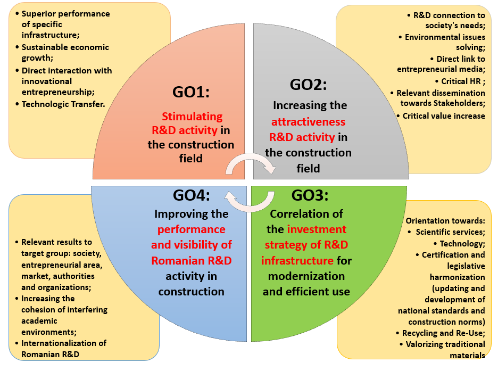 • Superior performance
of specific
infrastructure;
• Sustainable economic
growth;
• Direct interaction with
innovational
entrepreneurship;
• Technologic Transfer.
GO1:
Stimulating
R&D activity in
the construction
field
GO2:
Increasing the
attractiveness
R&D activity in
the construction
field
• R&D connection to
society's needs;
• Environmental issues
solving;
• Direct link to
entrepreneurial media;
• Critical HR ;
• Relevant dissemination
towards Stakeholders;
• Critical value increase
GO4:
Improving the
performance
and visibility of
Romanian R&D
activity in
construction
GO3:
Correlation of
the investment
strategy of R&D
infrastructure for
modernization
and efficient use
• Relevant results to
target group: society,
entrepreneurial area,
market, authorities
and organizations;
• Increasing the
cohesion of interfering
academic
environments;
• Internationalization of
Romanian R&D
Orientation towards:
• Scientific services;
• Technology;
• Certification and
legislative
harmonization
(updating and
development of
national standards and
construction norms)
• Recycling and Re-Use;
• Valorizing traditional
materials